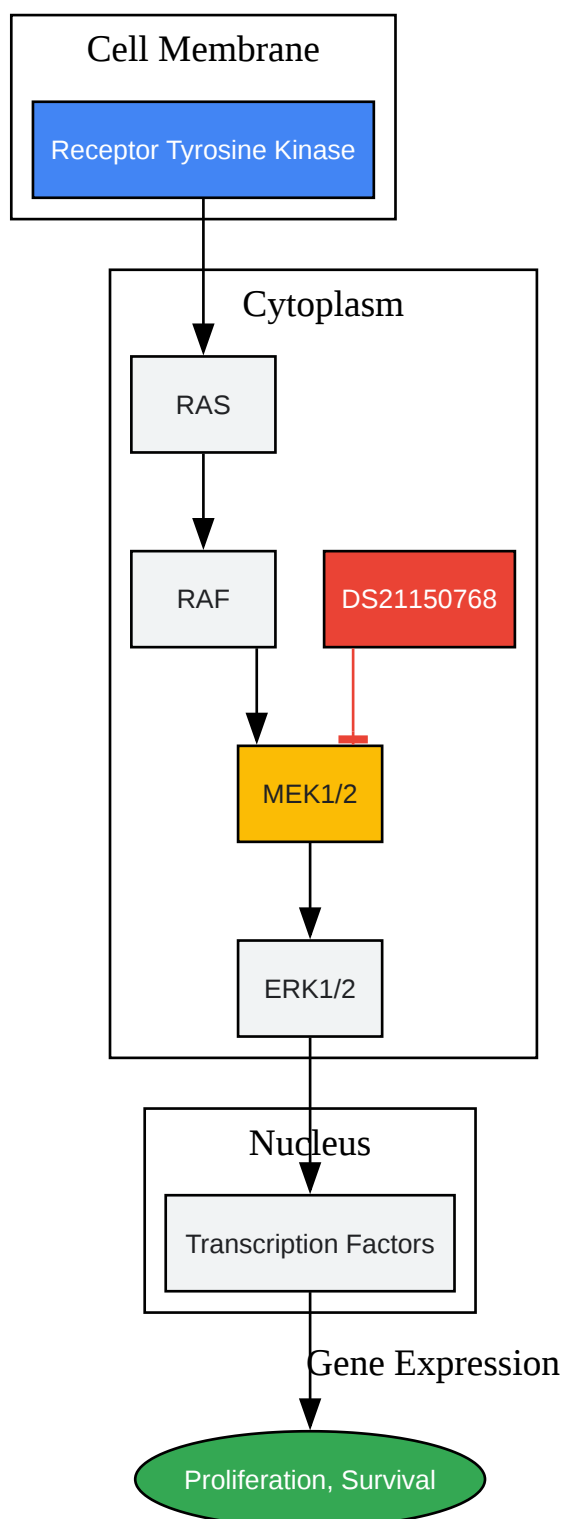 Cell Membrane
Receptor Tyrosine Kinase
Cytoplasm
RAS
RAF
DS21150768
MEK1/2
ERK1/2
Nucleus
Transcription Factors
Gene Expression
Proliferation, Survival